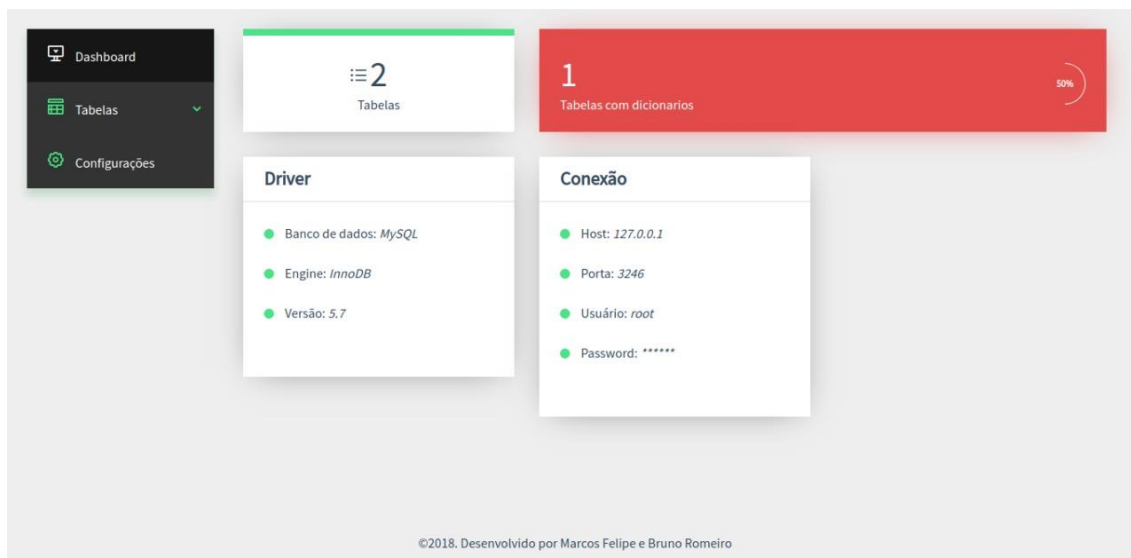 Dashboard
Tabelas
Configurações
2
Tabelas
1
Tabelas com dicionarios
50%
Driver
Banco de dados: MySQL
Engine: InnoDB
Versão: 5.7
Conexão
Host: 127.0.0.1
Porta: 3246
Usuário: root
Password: ******
©2018. Desenvolvido por Marcos Felipe e Bruno Romeiro